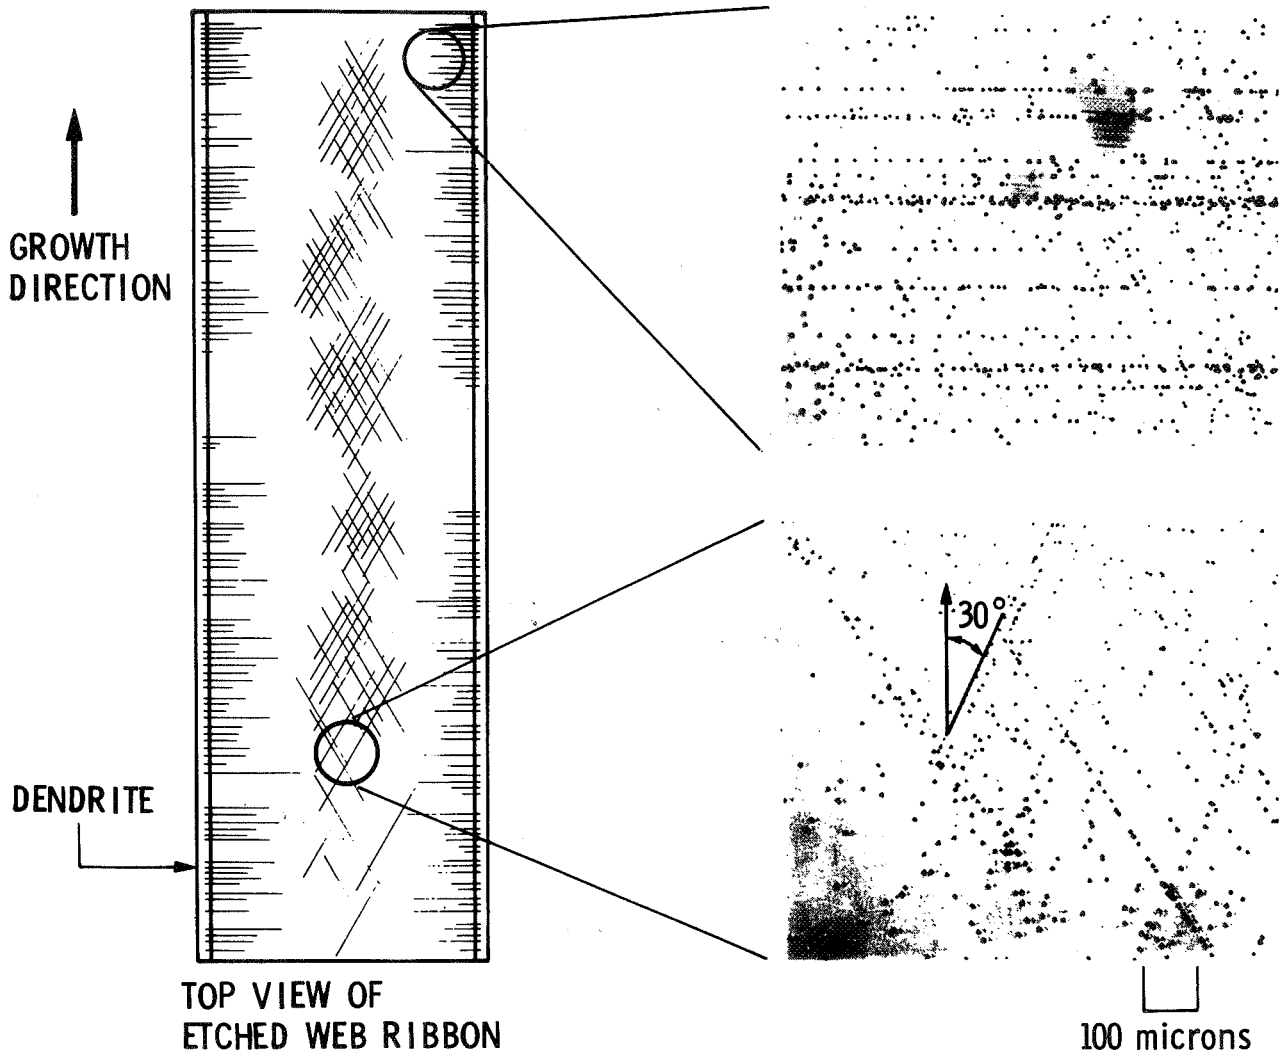 GROWTH
DIRECTION
30°
DENDRITE
TOP VIEW OF
ETCHED WEB RIBBON
100 microns